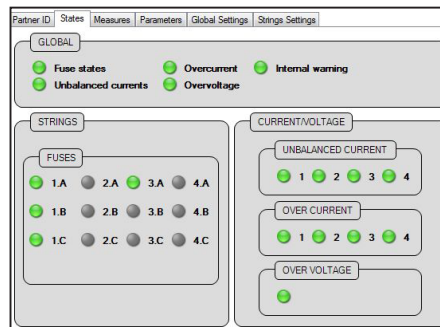 Partner ID States Measures Parameters Global Settings Strings Settings
GLOBAL
Fuse states Overcurrent Internal warning
Unbalanced currents Overvoltage
STRINGS
FUSES
1.A 2.A 3.A 4.A
1.B 2.B 3.B 4.B
1.C 2.C 3.C 4.C
CURRENT/VOLTAGE
UNBALANCED CURRENT
1 2 3 4
OVER CURRENT
1 2 3 4
OVER VOLTAGE